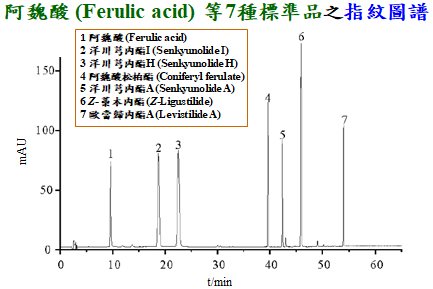 阿魏酸 (Ferulic acid) 等7種標準品之指紋圖譜
1 阿魏酸 (Ferulic acid)
2 洋川芎內酯I (Senkyunolide I)
3 洋川芎內酯H (Senkyunolide H)
4 阿魏酸松柏酯 (Coniferyl ferulate)
5 洋川芎內酯A (Senkyunolide A)
6 Z-藁本內酯 (Z-Ligustilide)
7 歐當歸內酯A (Levistilide A)
mAU
150
100
50
0
1
2
3
4
5
6
7
0
10
20
30
40
50
60
t/min